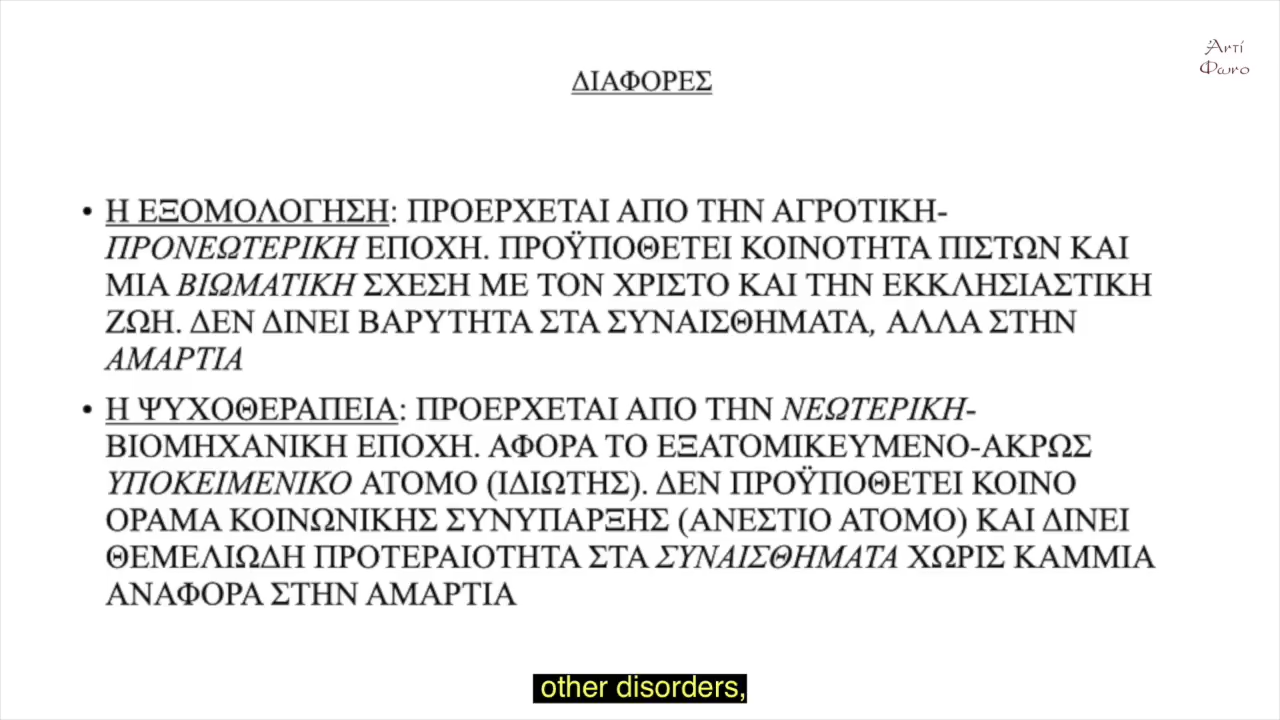 Ἀντί
Φωνο
ΔΙΑΦΟΡΕΣ
• Η ΕΞΟΜΟΛΟΓΗΣΗ: ΠΡΟΕΡΧΕΤΑΙ ΑΠΟ ΤΗΝ ΑΓΡΟΤΙΚΗ-
ΠΡΟΝΕΩΤΕΡΙΚΗ ΕΠΟΧΗ. ΠΡΟΫΠΟΘΕΤΕΙ ΚΟΙΝΟΤΗΤΑ ΠΙΣΤΩΝ ΚΑΙ
ΜΙΑ ΒΙΩΜΑΤΙΚΗ ΣΧΕΣΗ ΜΕ ΤΟΝ ΧΡΙΣΤΟ ΚΑΙ ΤΗΝ ΕΚΚΛΗΣΙΑΣΤΙΚΗ
ΖΩΗ. ΔΕΝ ΔΙΝΕΙ ΒΑΡΥΤΗΤΑ ΣΤΑ ΣΥΝΑΙΣΘΗΜΑΤΑ, ΑΛΛΑ ΣΤΗΝ
ΑΜΑΡΤΙΑ
• Η ΨΥΧΟΘΕΡΑΠΕΙΑ: ΠΡΟΕΡΧΕΤΑΙ ΑΠΟ ΤΗΝ ΝΕΩΤΕΡΙΚΗ-
ΒΙΟΜΗΧΑΝΙΚΗ ΕΠΟΧΗ. ΑΦΟΡΑ ΤΟ ΕΞΑΤΟΜΙΚΕΥΜΕΝΟ-ΑΚΡΩΣ
ΥΠΟΚΕΙΜΕΝΙΚΟ ΑΤΟΜΟ (ΙΔΙΩΤΗΣ). ΔΕΝ ΠΡΟΫΠΟΘΕΤΕΙ ΚΟΙΝΟ
ΟΡΑΜΑ ΚΟΙΝΩΝΙΚΗΣ ΣΥΝΥΠΑΡΞΗΣ (ΑΝΕΣΤΙΟ ΑΤΟΜΟ) ΚΑΙ ΔΙΝΕΙ
ΘΕΜΕΛΙΩΔΗ ΠΡΟΤΕΡΑΙΟΤΗΤΑ ΣΤΑ ΣΥΝΑΙΣΘΗΜΑΤΑ ΧΩΡΙΣ ΚΑΜΜΙΑ
ΑΝΑΦΟΡΑ ΣΤΗΝ ΑΜΑΡΤΙΑ
other disorders,